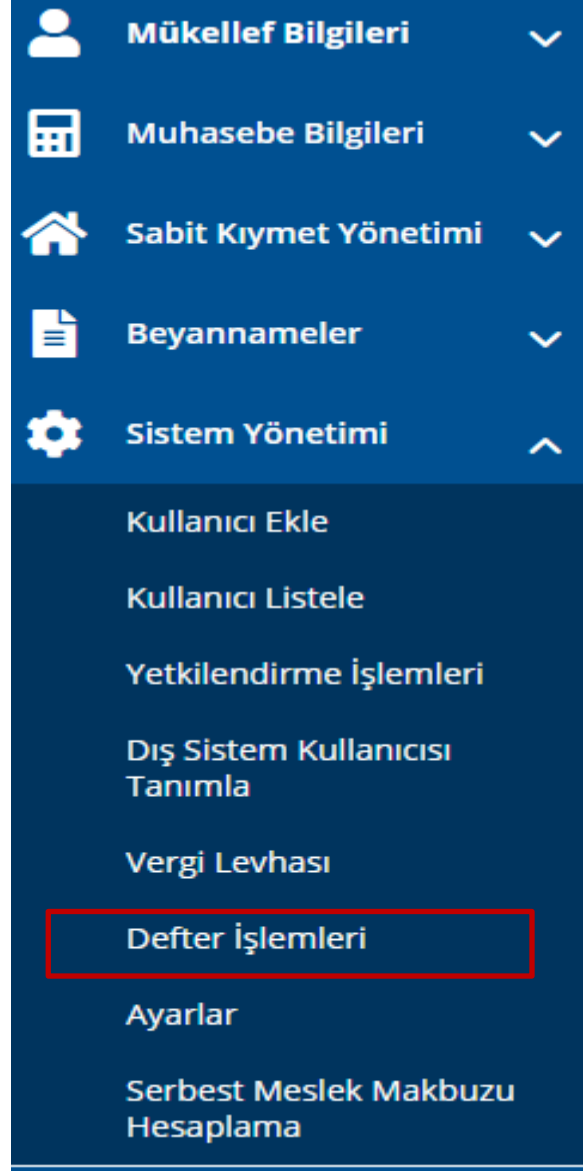 Mükellef Bilgileri
Muhasebe Bilgileri
Sabit Kıymet Yönetimi
Beyannameler
Sistem Yönetimi
Kullanıcı Ekle
Kullanıcı Listele
Yetkilendirme İşlemleri
Dış Sistem Kullanıcısı
Tanımla
Vergi Levhası
Defter İşlemleri
Ayarlar
Serbest Meslek Makbuzu
Hesaplama